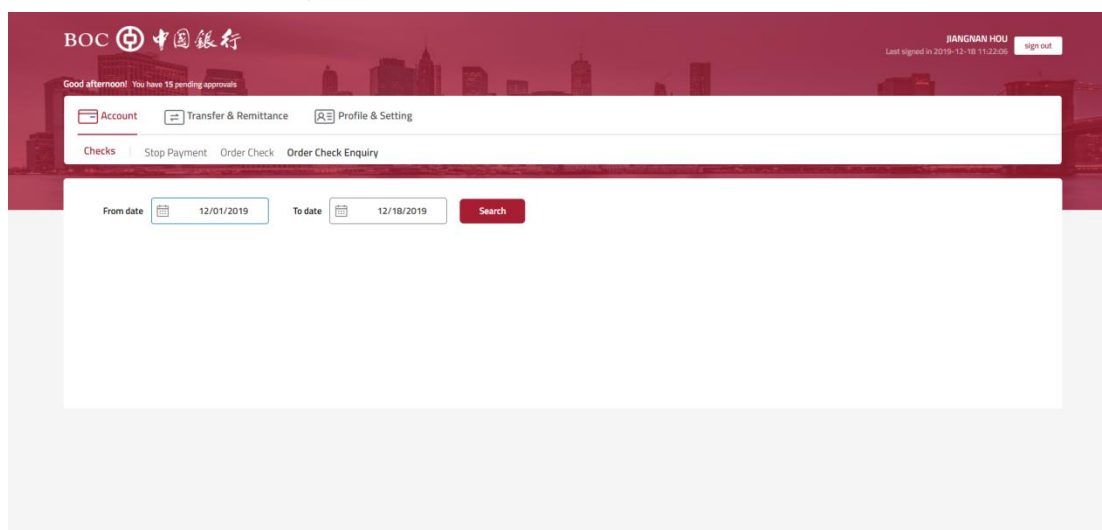 BOC 中国银行
JIANGNAN HOU
Last signed in 2019-12-18 11:22:06
sign out
Good afternoon! You have 15 pending approvals
Account Transfer & Remittance Profile & Setting
Checks Stop Payment Order Check Order Check Enquiry
From date 12/01/2019 To date 12/18/2019 Search